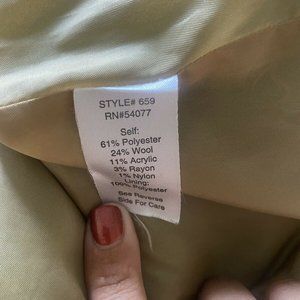 STYLE# 659
RN#54077
Self:
61% Polyester
24% Wool
11% Acrylic
3% Rayon
1% Nylon
Lining:
100% Polyester
See Reverse
Side For Care